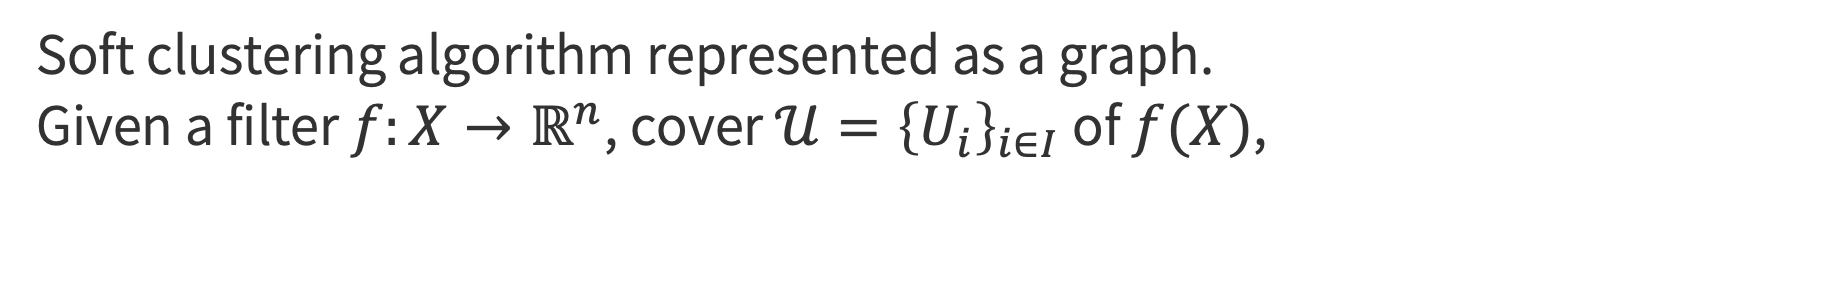 Soft clustering algorithm represented as a graph.
Given a filter 𝑓: 𝑋 → ℝⁿ, cover 𝒰 = {𝑈ᵢ}ᵢ∈𝐼 of 𝑓(𝑋),